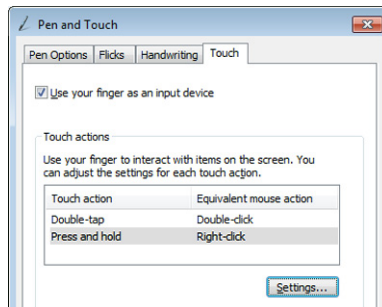 Pen and Touch
Pen Options Flicks Handwriting Touch
Use your finger as an input device
Touch actions
Use your finger to interact with items on the screen. You
can adjust the settings for each touch action.
Touch action Equivalent mouse action
Double-tap Double-click
Press and hold Right-click
Settings...